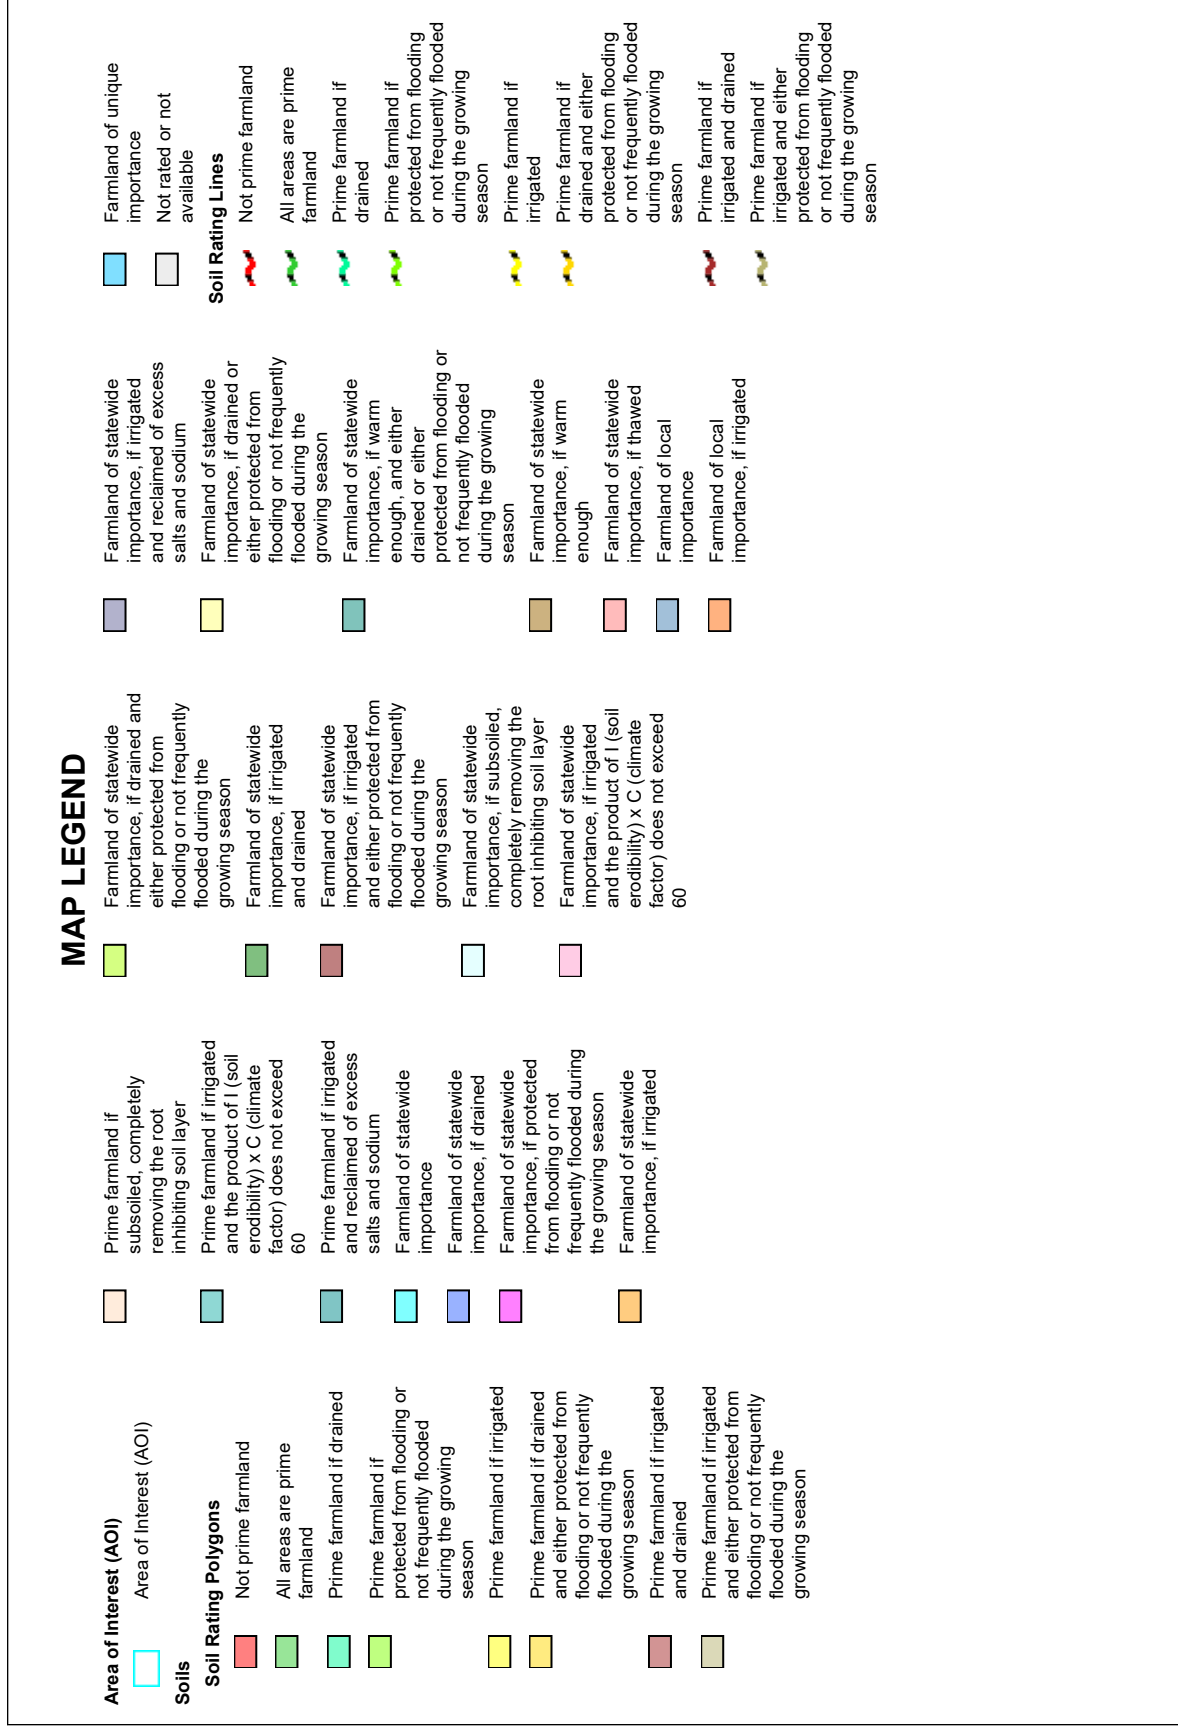 MAP LEGEND
Area of Interest (AOI)
Area of Interest (AOI)
Soils
Soil Rating Polygons
Not prime farmland
All areas are prime
farmland
Prime farmland if drained
Prime farmland if
protected from flooding or
not frequently flooded
during the growing
season
Prime farmland if irrigated
Prime farmland if drained
and either protected from
flooding or not frequently
flooded during the
growing season
Prime farmland if irrigated
and drained
Prime farmland if irrigated
and either protected from
flooding or not frequently
flooded during the
growing season
Prime farmland if
subsoiled, completely
removing the root
inhibiting soil layer
Prime farmland if irrigated
and the product of I (soil
erodibility) x C (climate
factor) does not exceed
60
Prime farmland if irrigated
and reclaimed of excess
salts and sodium
Farmland of statewide
importance
Farmland of statewide
importance, if drained
Farmland of statewide
importance, if protected
from flooding or not
frequently flooded during
the growing season
Farmland of statewide
importance, if irrigated
Farmland of statewide
importance, if drained and
either protected from
flooding or not frequently
flooded during the
growing season
Farmland of statewide
importance, if irrigated
and drained
Farmland of statewide
importance, if irrigated
and either protected from
flooding or not frequently
flooded during the
growing season
Farmland of statewide
importance, if subsoiled,
completely removing the
root inhibiting soil layer
Farmland of statewide
importance, if irrigated
and the product of I (soil
erodibility) x C (climate
factor) does not exceed
60
Farmland of statewide
importance, if irrigated
and reclaimed of excess
salts and sodium
Farmland of statewide
importance, if drained or
either protected from
flooding or not frequently
flooded during the
growing season
Farmland of statewide
importance, if warm
enough, and either
drained or either
protected from flooding or
not frequently flooded
during the growing
season
Farmland of statewide
importance, if warm
enough
Farmland of statewide
importance, if thawed
Farmland of local
importance
Farmland of local
importance, if irrigated
Farmland of unique
importance
Not rated or not
available
Soil Rating Lines
Not prime farmland
All areas are prime
farmland
Prime farmland if
drained
Prime farmland if
protected from flooding
or not frequently flooded
during the growing
season
Prime farmland if
irrigated
Prime farmland if
drained and either
protected from flooding
or not frequently flooded
during the growing
season
Prime farmland if
irrigated and drained
Prime farmland if
irrigated and either
protected from flooding
or not frequently flooded
during the growing
season